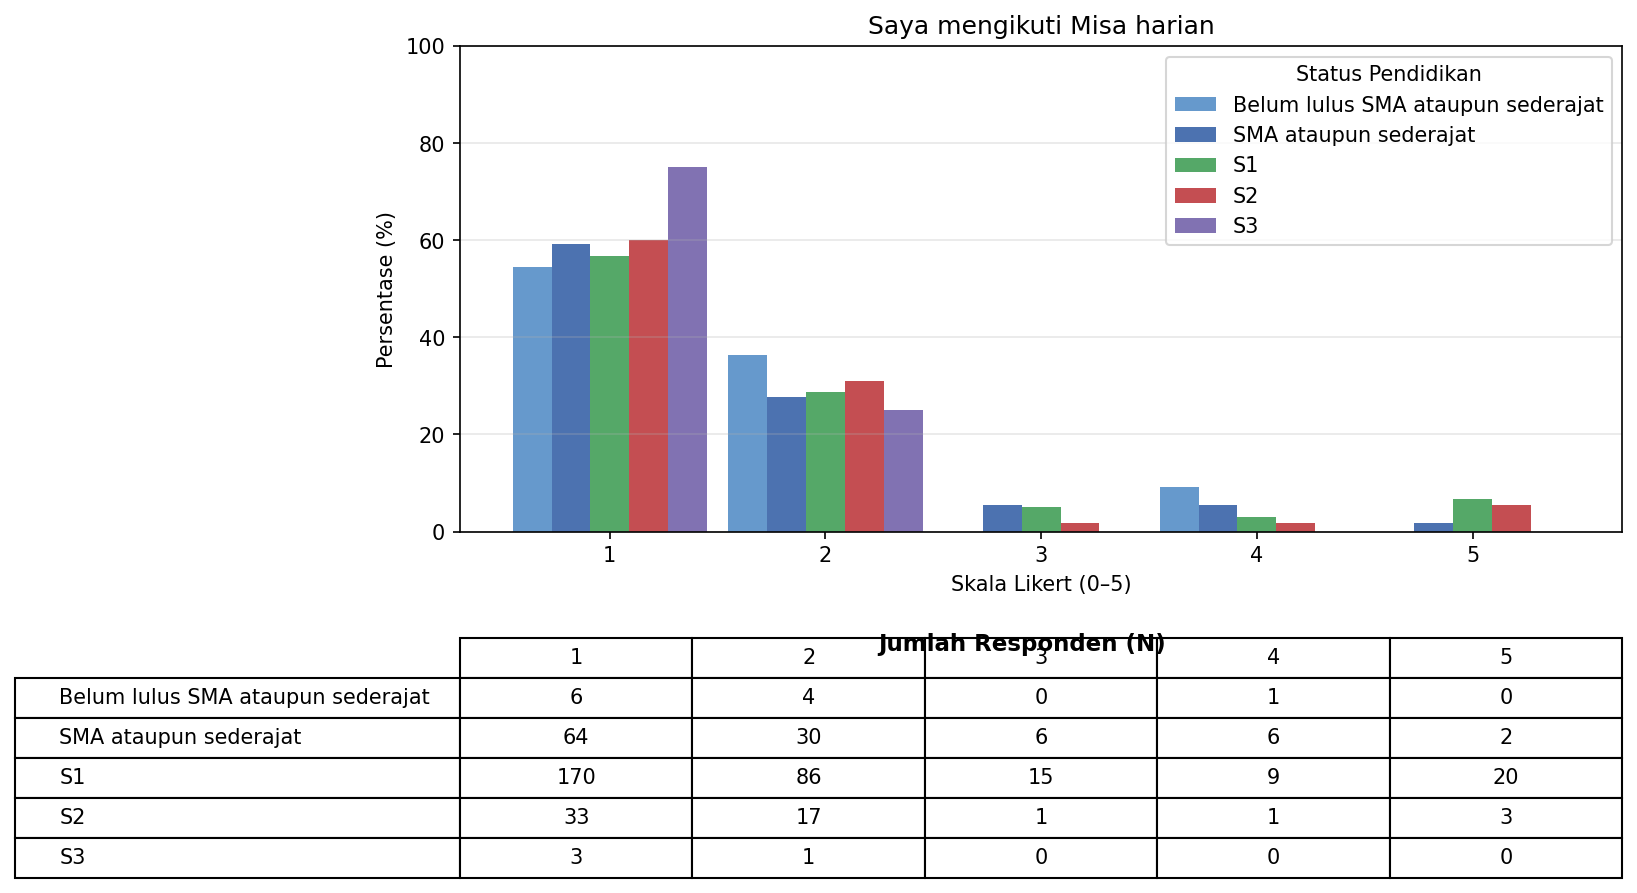 Saya mengikuti Misa harian
100
80
60
40
20
0
Persentase (%)
Status Pendidikan
Belum lulus SMA ataupun sederajat
SMA ataupun sederajat
S1
S2
S3
1 2 3 4 5
Skala Likert (0–5)
Jumlah Responden (N)
1 2 3 4 5
Belum lulus SMA ataupun sederajat 6 4 0 1 0
SMA ataupun sederajat 64 30 6 6 2
S1 170 86 15 9 20
S2 33 17 1 1 3
S3 3 1 0 0 0